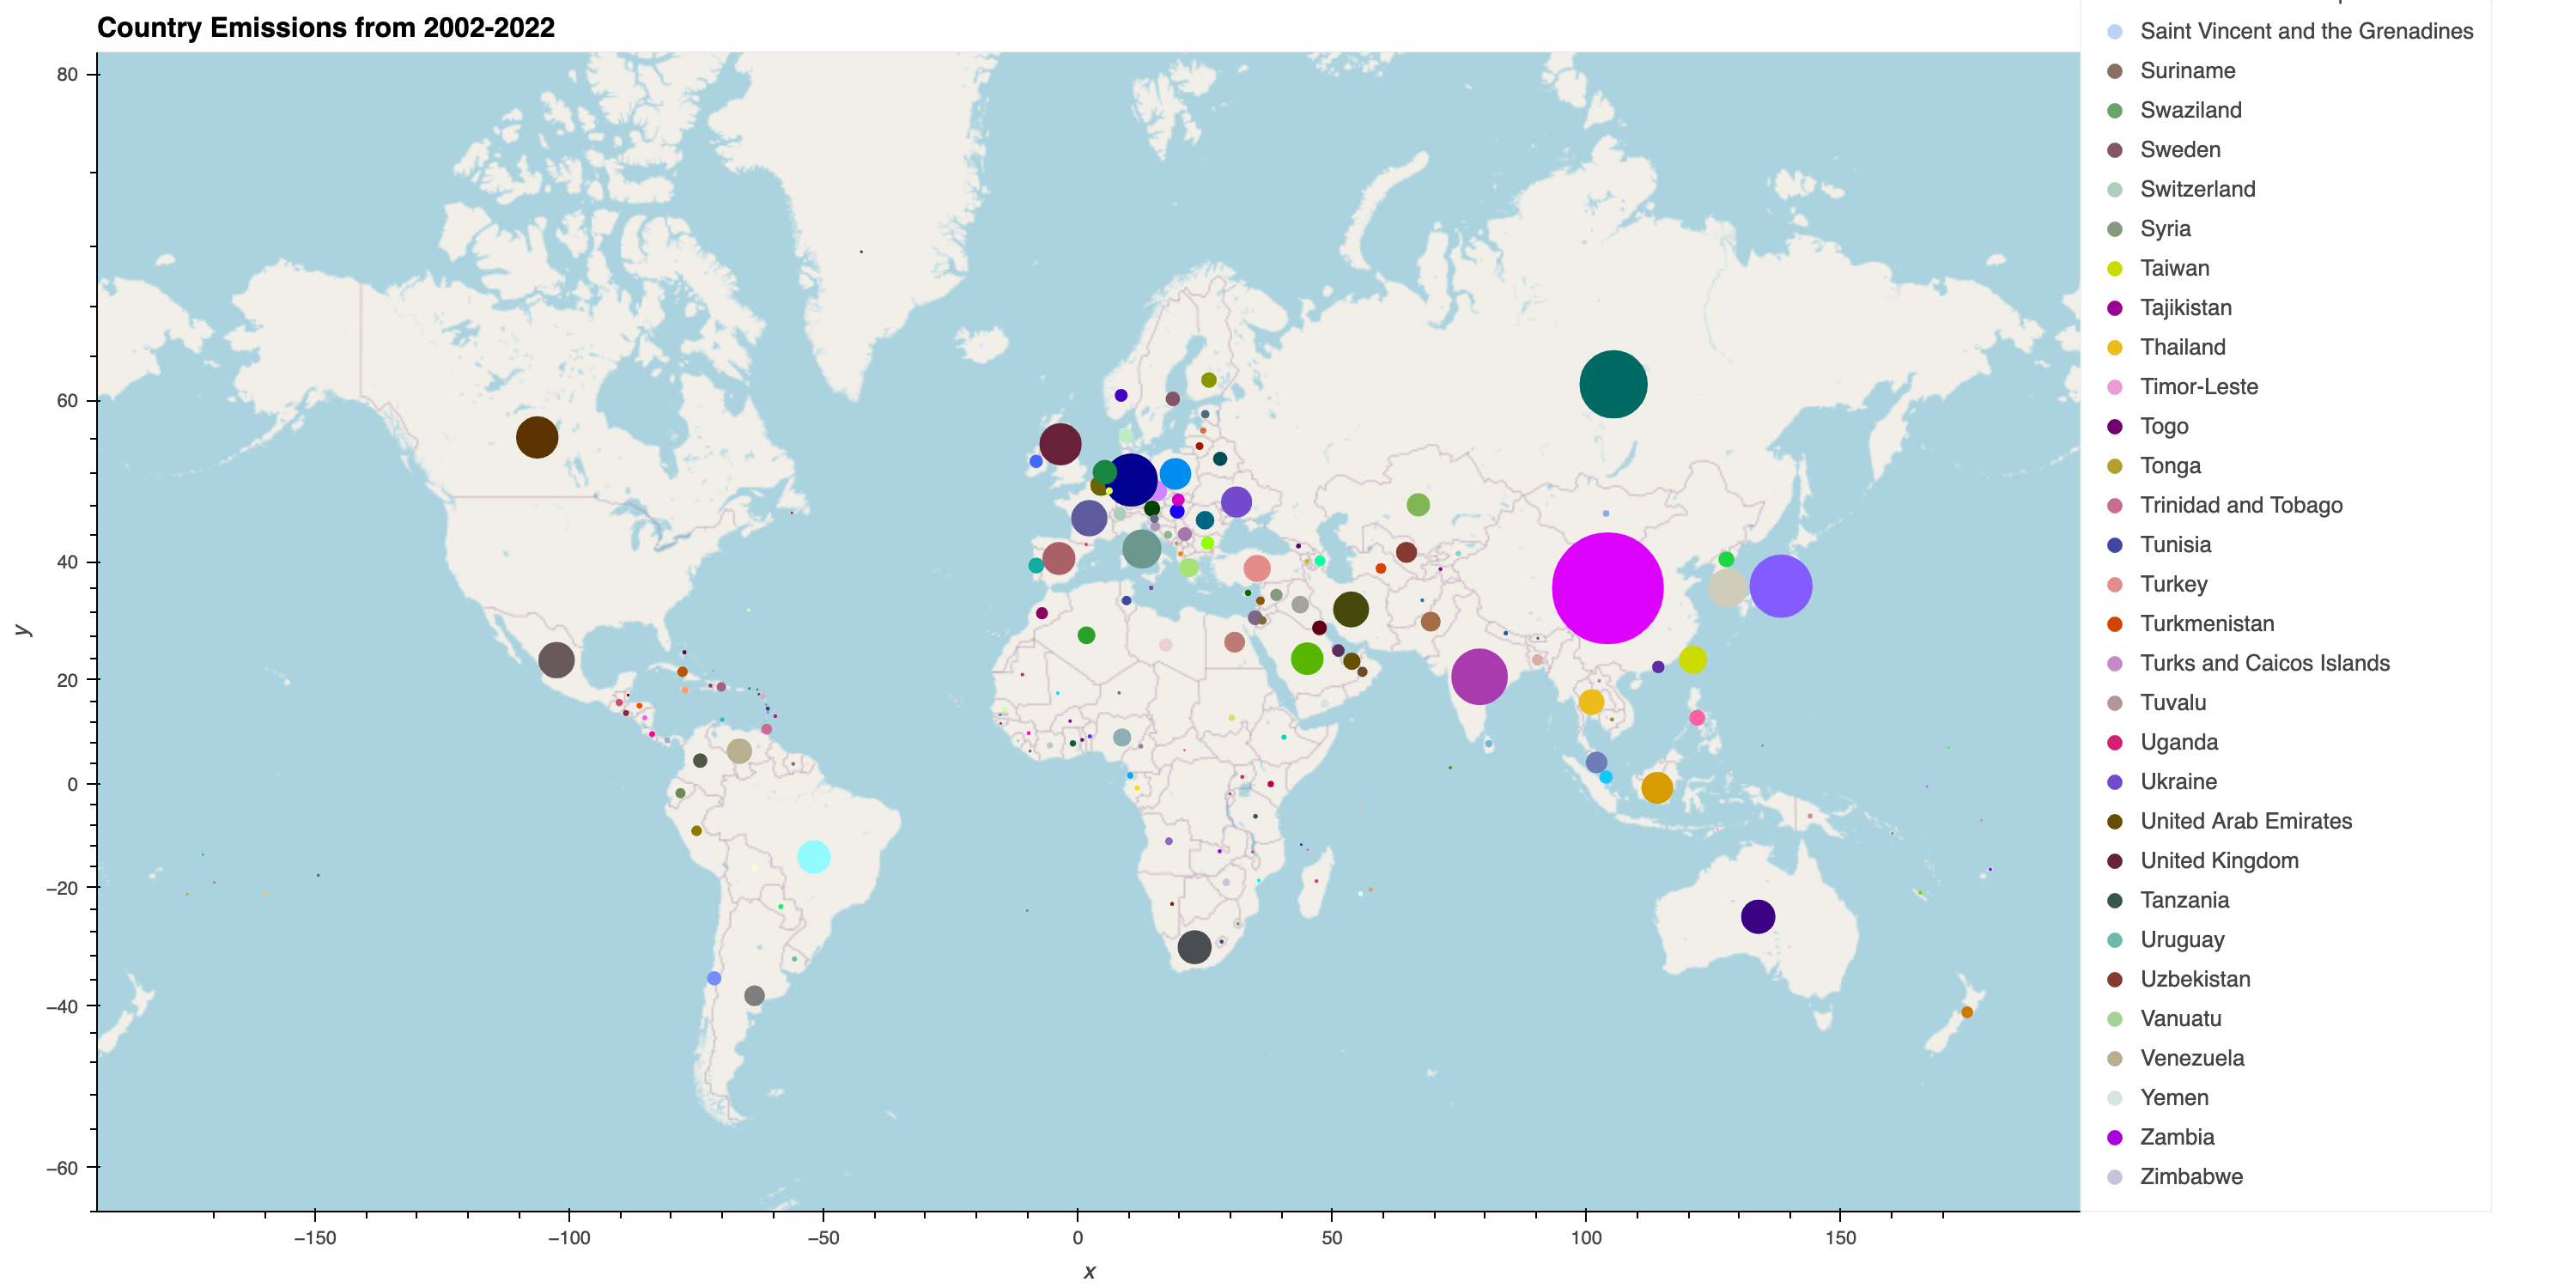 Country Emissions from 2002-2022
80
60
40
20
0
−20
−40
−60
y
−150
−100
−50
0
50
100
150
x
Saint Vincent and the Grenadines
Suriname
Swaziland
Sweden
Switzerland
Syria
Taiwan
Tajikistan
Thailand
Timor-Leste
Togo
Tonga
Trinidad and Tobago
Tunisia
Turkey
Turkmenistan
Turks and Caicos Islands
Tuvalu
Uganda
Ukraine
United Arab Emirates
United Kingdom
Tanzania
Uruguay
Uzbekistan
Vanuatu
Venezuela
Yemen
Zambia
Zimbabwe